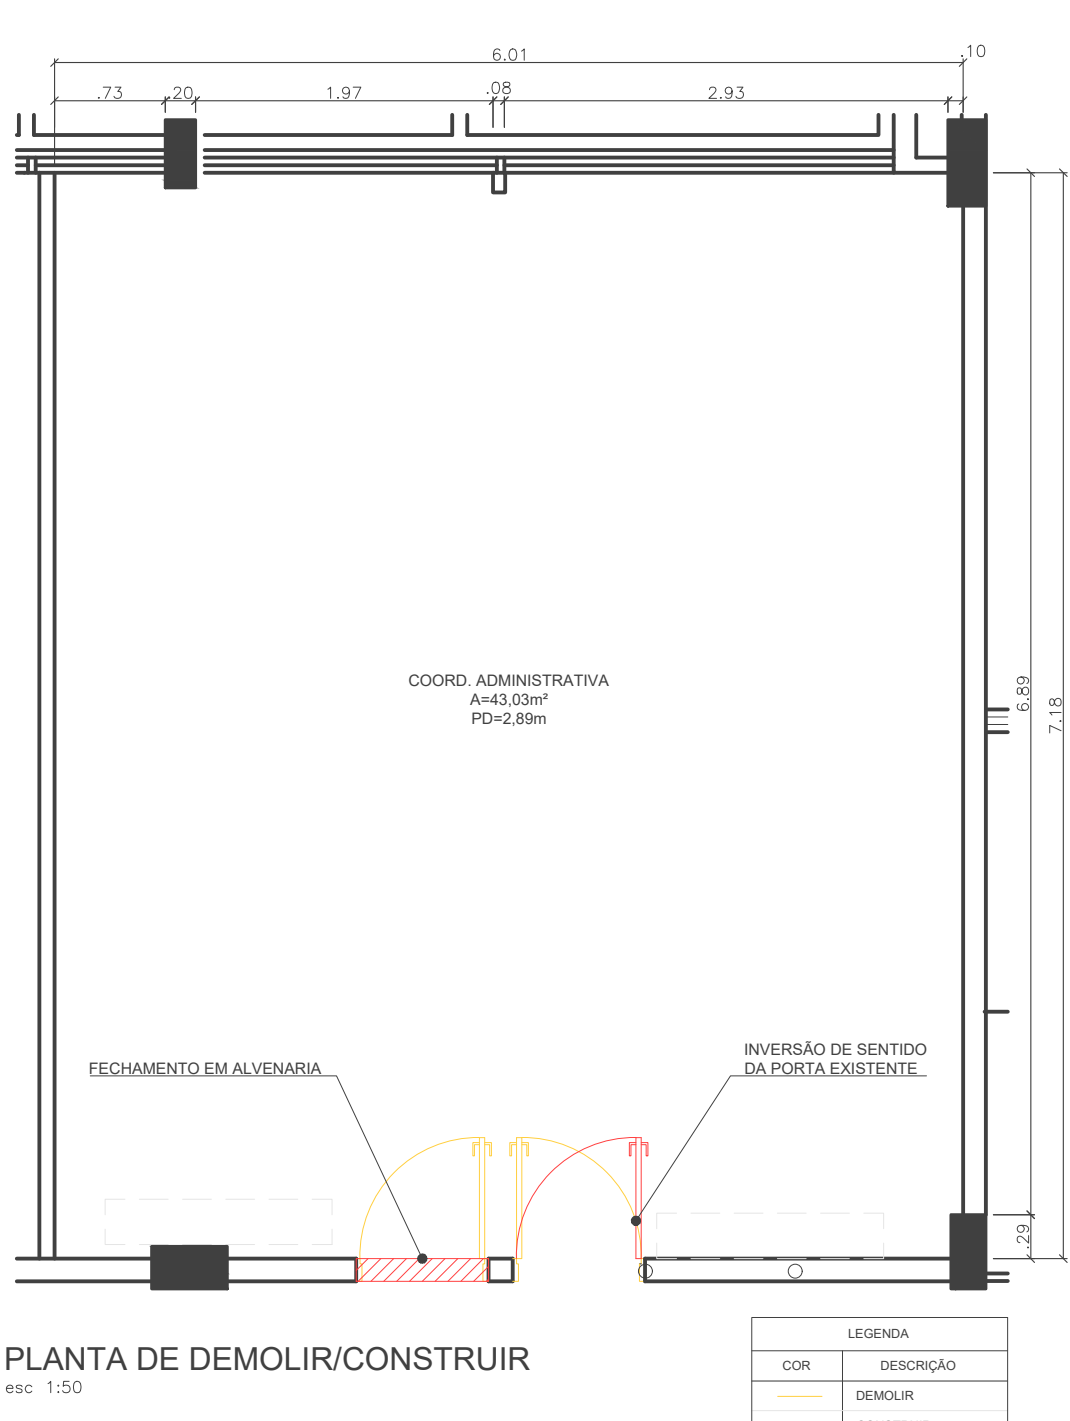 6.01
.10
.73
.20
1.97
.08
2.93
COORD. ADMINISTRATIVA
A=43,03m²
PD=2,89m
6.89
7.18
FECHAMENTO EM ALVENARIA
INVERSÃO DE SENTIDO
DA PORTA EXISTENTE
.29
PLANTA DE DEMOLIR/CONSTRUIR
esc 1:50
LEGENDA
COR
DESCRIÇÃO
DEMOLIR